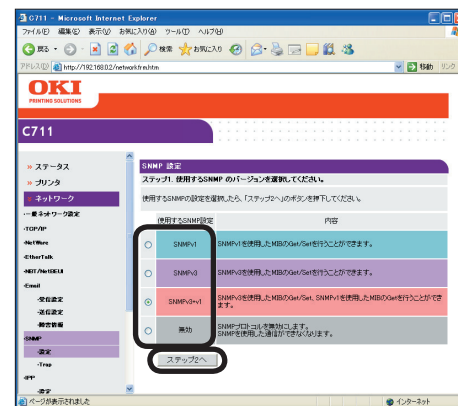 C711 - Microsoft Internet Explorer
ファイル(F) 編集(E) 表示(V) お気に入り(A) ツール(T) ヘルプ(H)
戻る 検索 お気に入り
アドレス(D) http://192.168.0.2/networkfrm.htm 移動 リンク
OKI
PRINTING SOLUTIONS
C711
» ステータス
» プリンタ
» ネットワーク
-一般ネットワーク設定
-TCP/IP
-NetWare
-EtherTalk
-NBT/NetBEUI
-Email
-受信設定
-送信設定
-SNMP
-設定
-Trap
-IPP
-設定
SNMP 設定
ステップ1. 使用するSNMP のバージョンを選択してください。
使用するSNMPの設定を選択したら、「ステップ2へ」のボタンを押下してください。
使用するSNMP設定 内容
SNMPv1 SNMPv1を使用したMIBのGet/Setを行うことができます。
SNMPv3 SNMPv3を使用したMIBのGet/Setを行うことができます。
SNMPv3+v1 SNMPv3を使用したMIBのGet/Set、SNMPv1を使用したMIBのGetを行うことができます。
無効 SNMPプロトコルを無効にします。
SNMPを使用した通信ができなくなります。
ステップ2へ
ページが表示されました インターネット